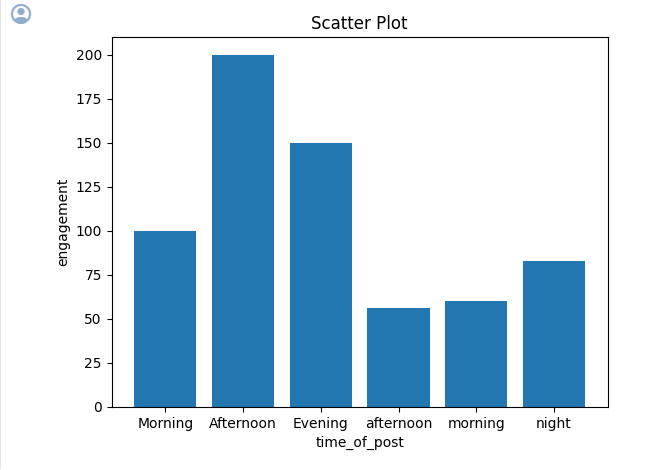 Scatter Plot
200
175
150
125
100
75
50
25
0
engagement
Morning Afternoon Evening afternoon morning night
time_of_post